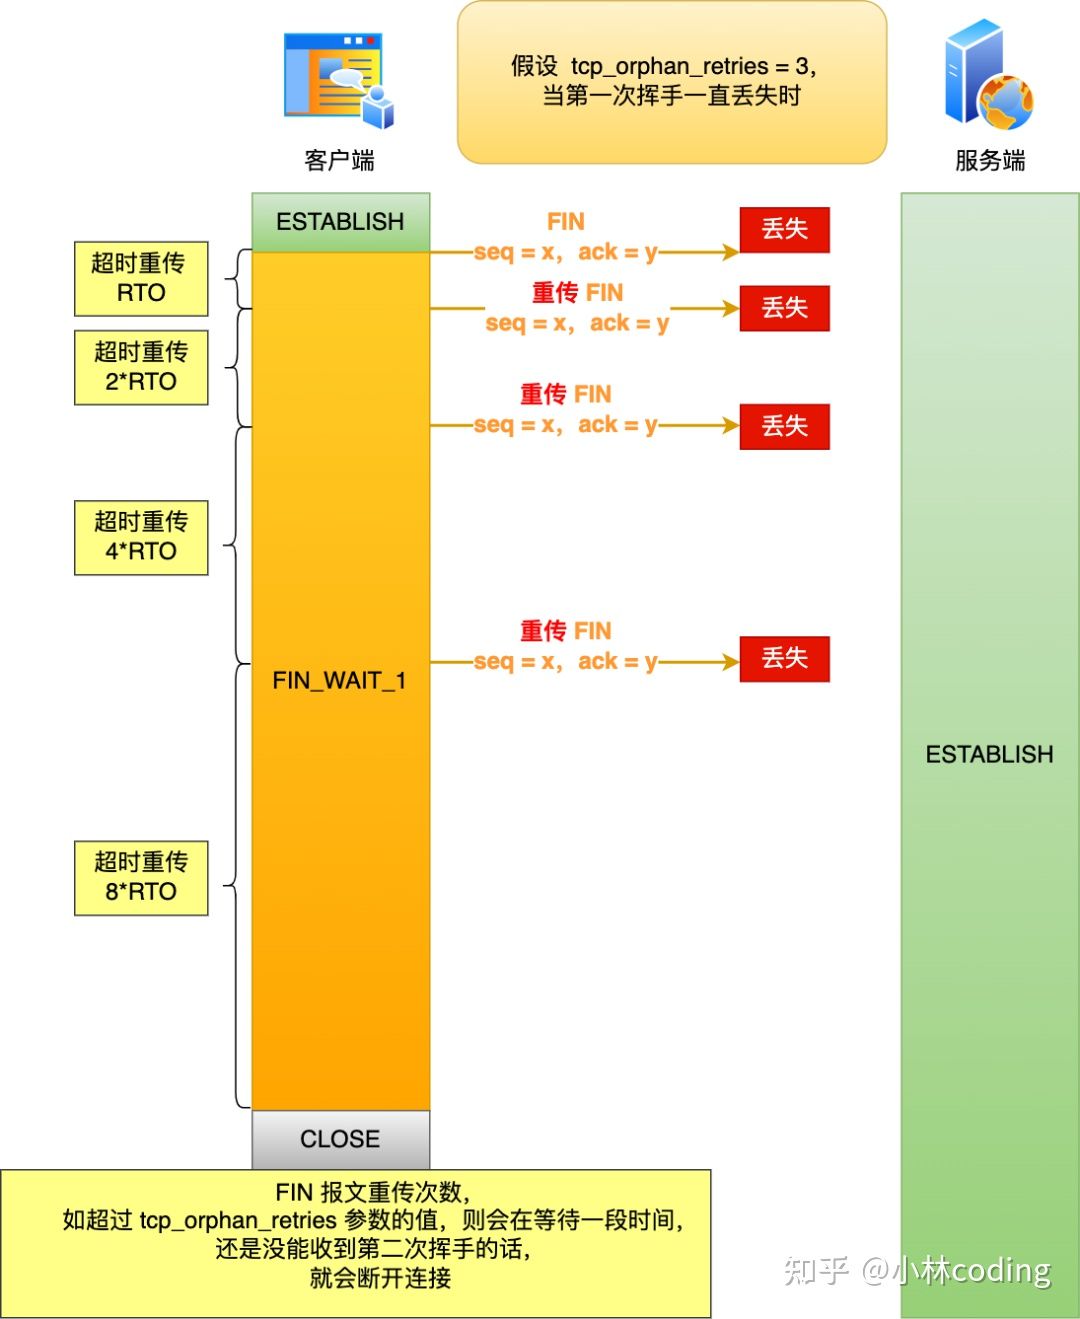 假设 tcp_orphan_retries = 3，
当第一次挥手一直丢失时
客户端
服务端
ESTABLISH
FIN
seq = x，ack = y
丢失
超时重传
RTO
重传 FIN
seq = x，ack = y
丢失
超时重传
2*RTO
重传 FIN
seq = x，ack = y
丢失
超时重传
4*RTO
重传 FIN
seq = x，ack = y
丢失
FIN_WAIT_1
ESTABLISH
超时重传
8*RTO
CLOSE
FIN 报文重传次数，
如超过 tcp_orphan_retries 参数的值，则会在等待一段时间，
还是没能收到第二次挥手的话，
就会断开连接
知乎 @小林coding